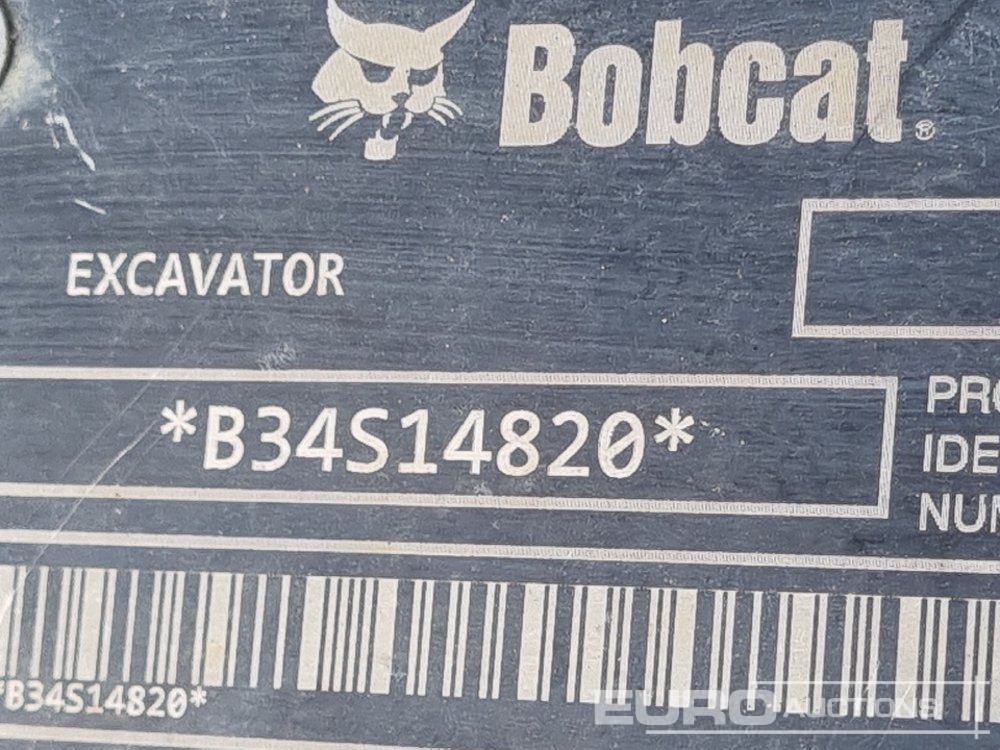 Bobcat®
EXCAVATOR
*B34S14820*
PRO
IDE
NUM
*B34S14820*
EURO AUCTIONS